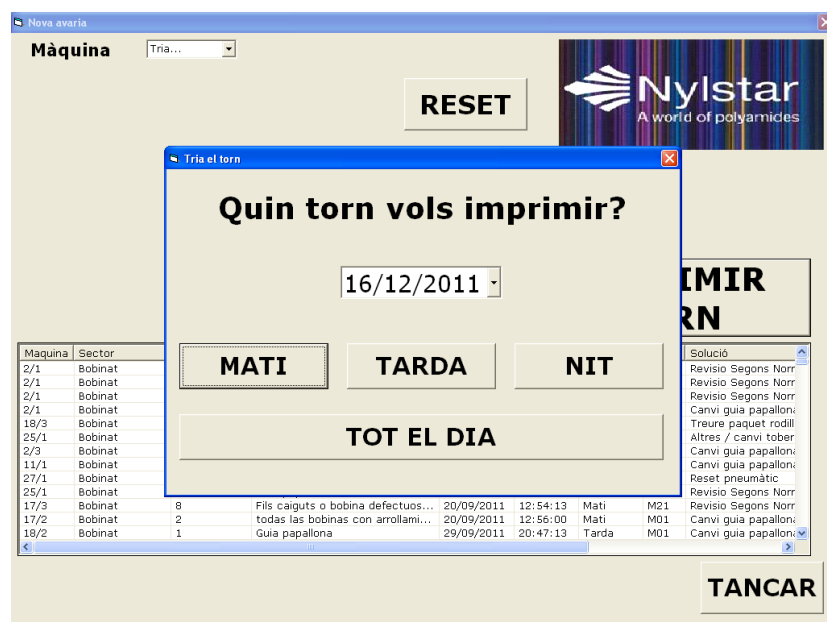 Nova avaria
Màquina Tria...
RESET
Nylstar
A world of polyamides
Tria el torn
Quin torn vols imprimir?
16/12/2011
IMIR
RN
MATI TARDA NIT
TOT EL DIA
Maquina Sector Solució
2/1 Bobinat Revisio Segons Norr
2/1 Bobinat Revisio Segons Norr
2/1 Bobinat Revisio Segons Norr
2/1 Bobinat Canvi guia papallona
18/3 Bobinat Treure paquet rodill
25/1 Bobinat Altres / canvi tober
2/3 Bobinat Canvi guia papallona
11/1 Bobinat Canvi guia papallona
27/1 Bobinat Reset pneumàtic
25/1 Bobinat Revisio Segons Norr
17/3 Bobinat 8 Fils caiguts o bobina defectuos... 20/09/2011 12:54:13 Mati M21 Revisio Segons Norr
17/2 Bobinat 2 todas las bobinas con arrollami... 20/09/2011 12:56:00 Mati M01 Canvi guia papallona
18/2 Bobinat 1 Guia papallona 29/09/2011 20:47:13 Tarda M01 Canvi guia papallona
TANCAR